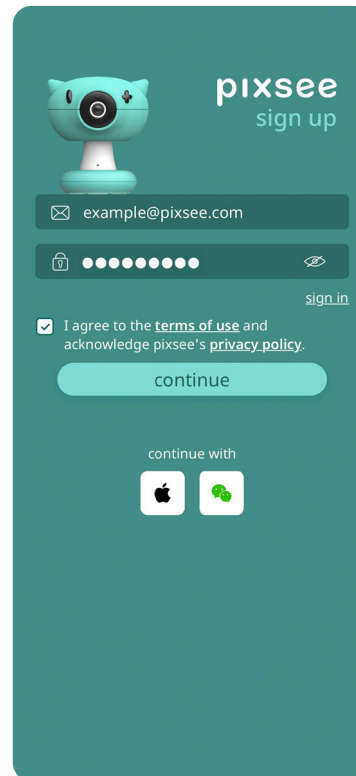 pixsee
sign up
example@pixsee.com
●●●●●●●●●
sign in
I agree to the terms of use and
acknowledge pixsee's privacy policy.
continue
continue with